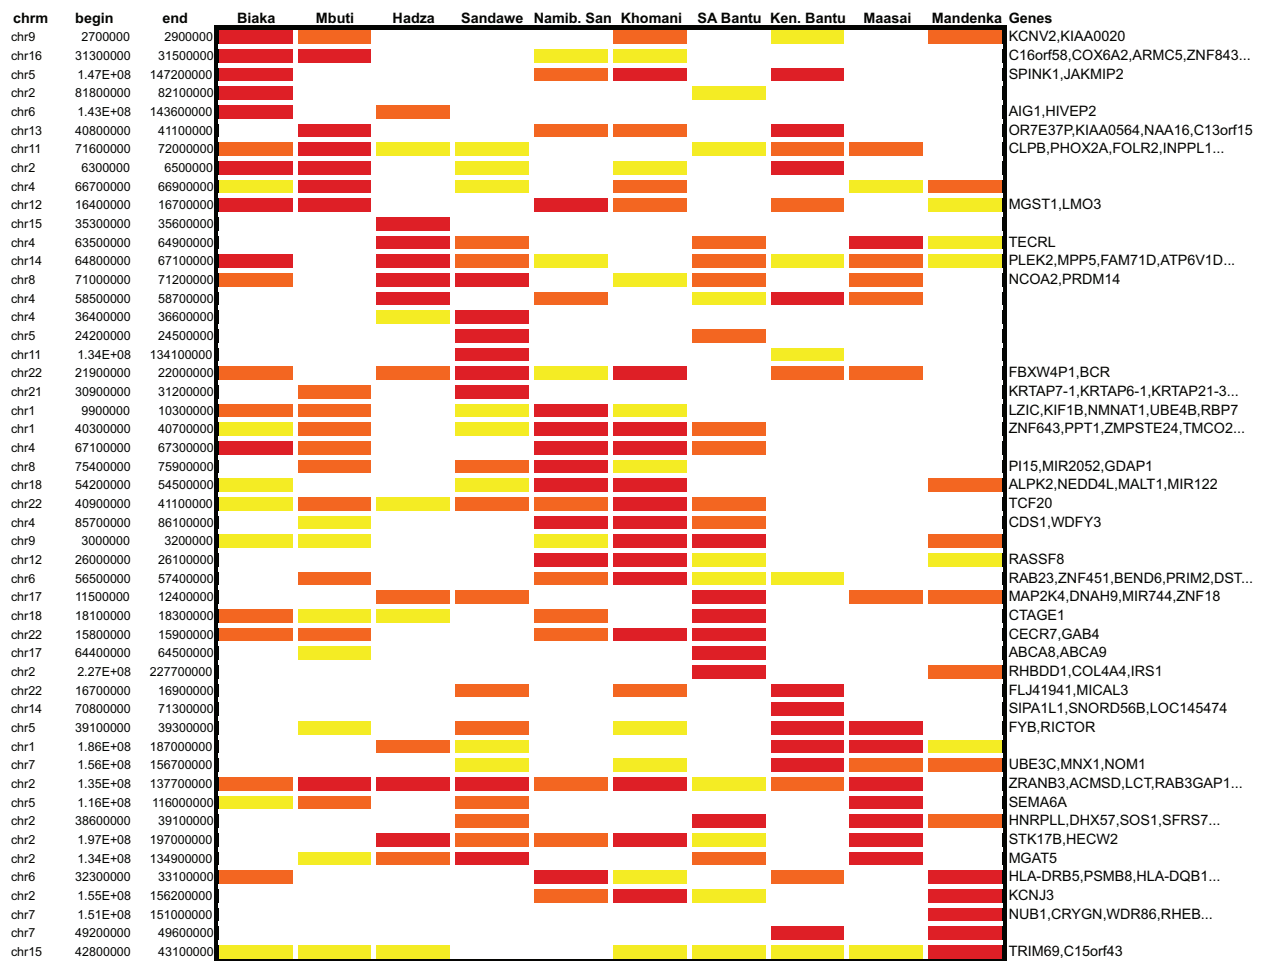 chrm begin end Biaka Mbuti Hadza Sandawe Namib. San Khomani SA Bantu Ken. Bantu Maasai Mandenka Genes
chr9 2700000 2900000 KCNV2,KIAA0020
chr16 31300000 31500000 C16orf58,COX6A2,ARMC5,ZNF843...
chr5 1.47E+08 147200000 SPINK1,JAKMIP2
chr2 81800000 82100000
chr6 1.43E+08 143600000 AIG1,HIVEP2
chr13 40800000 41100000 OR7E37P,KIAA0564,NAA16,C13orf15
chr11 71600000 72000000 CLPB,PHOX2A,FOLR2,INPPL1...
chr2 6300000 6500000
chr4 66700000 66900000
chr12 16400000 16700000 MGST1,LMO3
chr15 35300000 35600000
chr4 63500000 64900000 TECRL
chr14 64800000 67100000 PLEK2,MPP5,FAM71D,ATP6V1D...
chr8 71000000 71200000 NCOA2,PRDM14
chr4 58500000 58700000
chr4 36400000 36600000
chr5 24200000 24500000
chr11 1.34E+08 134100000
chr22 21900000 22000000 FBXW4P1,BCR
chr21 30900000 31200000 KRTAP7-1,KRTAP6-1,KRTAP21-3...
chr1 9900000 10300000 LZIC,KIF1B,NMNAT1,UBE4B,RBP7
chr1 40300000 40700000 ZNF643,PPT1,ZMPSTE24,TMCO2...
chr4 67100000 67300000
chr8 75400000 75900000 PI15,MIR2052,GDAP1
chr18 54200000 54500000 ALPK2,NEDD4L,MALT1,MIR122
chr22 40900000 41100000 TCF20
chr4 85700000 86100000 CDS1,WDFY3
chr9 3000000 3200000
chr12 26000000 26100000 RASSF8
chr6 56500000 57400000 RAB23,ZNF451,BEND6,PRIM2,DST...
chr17 11500000 12400000 MAP2K4,DNAH9,MIR744,ZNF18
chr18 18100000 18300000 CTAGE1
chr22 15800000 15900000 CECR7,GAB4
chr17 64400000 64500000 ABCA8,ABCA9
chr2 2.27E+08 227700000 RHBDD1,COL4A4,IRS1
chr22 16700000 16900000 FLJ41941,MICAL3
chr14 70800000 71300000 SIPA1L1,SNORD56B,LOC145474
chr5 39100000 39300000 FYB,RICTOR
chr1 1.86E+08 187000000
chr7 1.56E+08 156700000 UBE3C,MNX1,NOM1
chr2 1.35E+08 137700000 ZRANB3,ACMSD,LCT,RAB3GAP1...
chr5 1.16E+08 116000000 SEMA6A
chr2 38600000 39100000 HNRPLL,DHX57,SOS1,SFRS7...
chr2 1.97E+08 197000000 STK17B,HECW2
chr2 1.34E+08 134900000 MGAT5
chr6 32300000 33100000 HLA-DRB5,PSMB8,HLA-DQB1...
chr2 1.55E+08 156200000 KCNJ3
chr7 1.51E+08 151000000 NUB1,CRYGN,WDR86,RHEB...
chr7 49200000 49600000
chr15 42800000 43100000 TRIM69,C15orf43